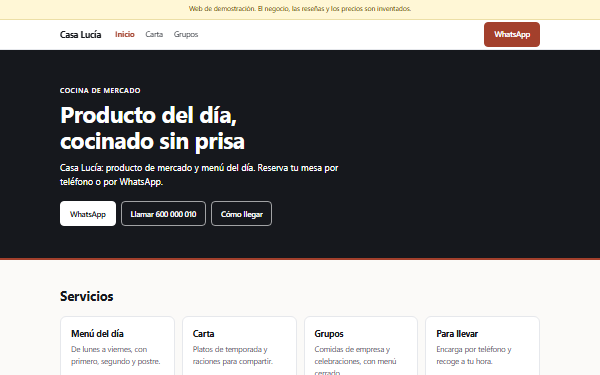 Web de demostración. El negocio, las reseñas y los precios son inventados.
Casa Lucía Inicio Carta Grupos WhatsApp
COCINA DE MERCADO
Producto del día,
cocinado sin prisa
Casa Lucía: producto de mercado y menú del día. Reserva tu mesa por
teléfono o por WhatsApp.
WhatsApp Llamar 600 000 010 Cómo llegar
Servicios
Menú del día
De lunes a viernes, con
primero, segundo y postre.
Carta
Platos de temporada y
raciones para compartir.
Grupos
Comidas de empresa y
celebraciones, con menú
cerrado.
Para llevar
Encarga por teléfono y
recoge a tu hora.